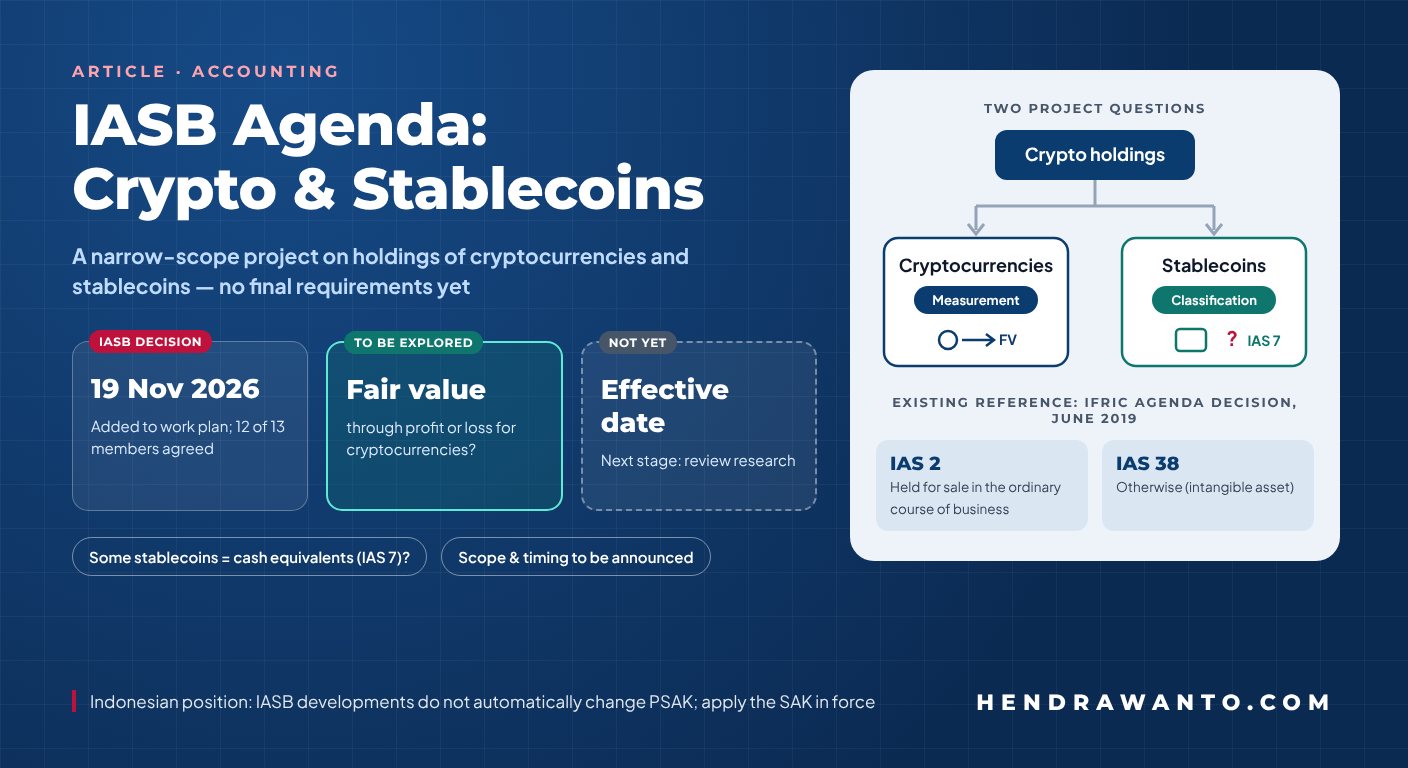 ARTICLE · ACCOUNTING
IASB Agenda:
Crypto & Stablecoins
A narrow-scope project on holdings of cryptocurrencies and
stablecoins — no final requirements yet
IASB DECISION
19 Nov 2026
Added to work plan; 12 of 13
members agreed
TO BE EXPLORED
Fair value
through profit or loss for
cryptocurrencies?
NOT YET
Effective
date
Next stage: review research
Some stablecoins = cash equivalents (IAS 7)?
Scope & timing to be announced
TWO PROJECT QUESTIONS
Crypto holdings
Cryptocurrencies
Measurement
FV
Stablecoins
Classification
? IAS 7
EXISTING REFERENCE: IFRIC AGENDA DECISION,
JUNE 2019
IAS 2
Held for sale in the ordinary
course of business
IAS 38
Otherwise (intangible asset)
Indonesian position: IASB developments do not automatically change PSAK; apply the SAK in force
HENDRAWANTO.COM